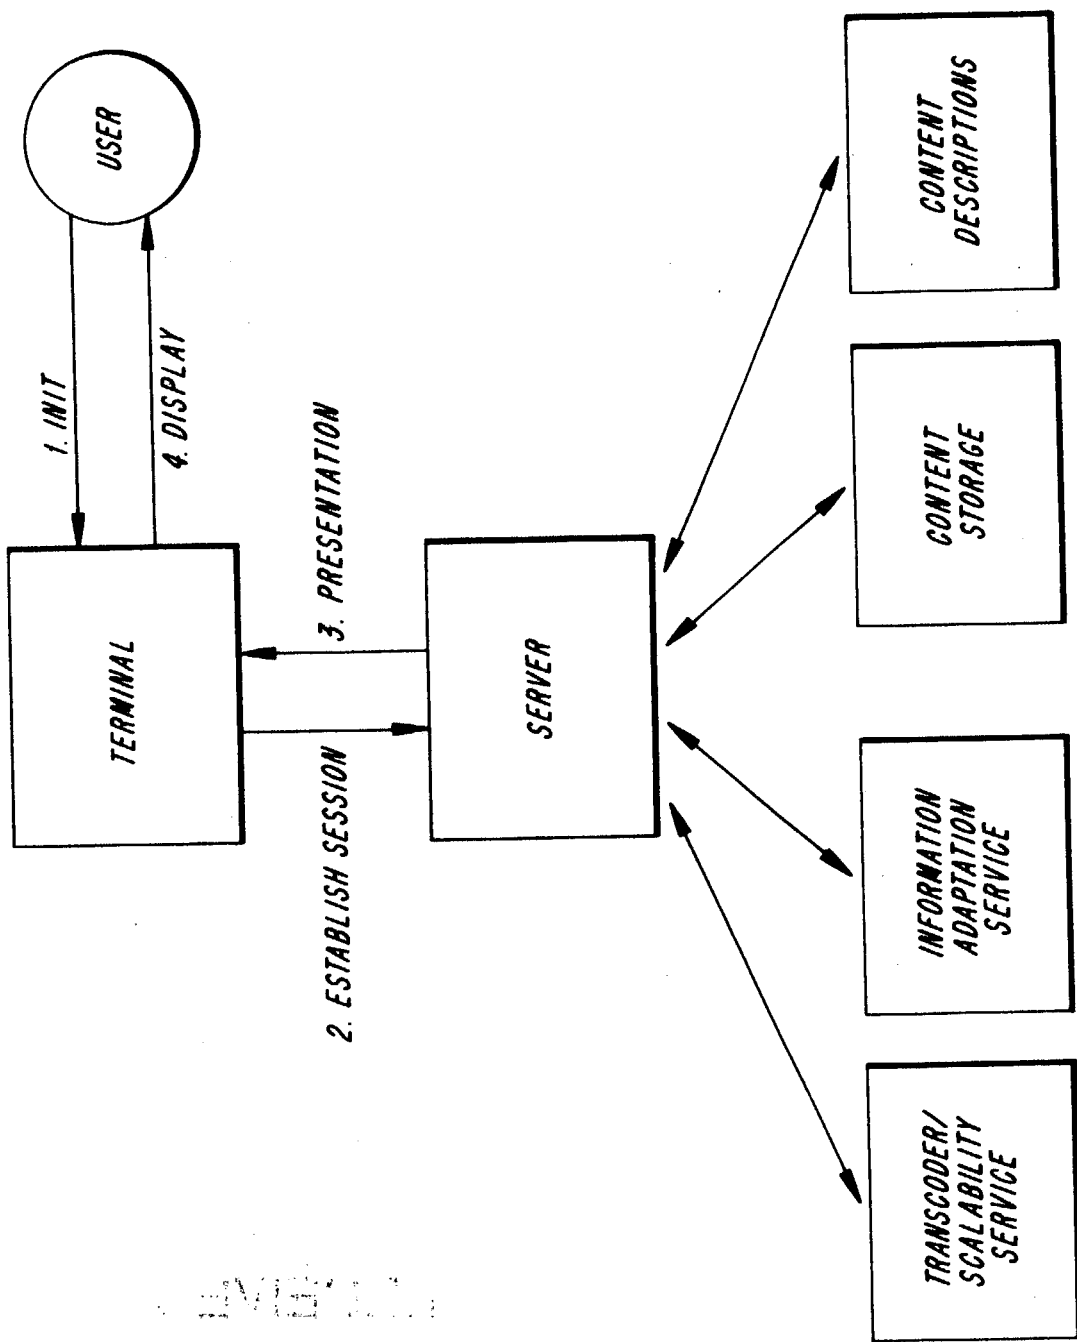 USER
1. INIT
4. DISPLAY
TERMINAL
3. PRESENTATION
2. ESTABLISH SESSION
SERVER
TRANSCODER/
SCALABILITY
SERVICE
INFORMATION
ADAPTATION
SERVICE
CONTENT
STORAGE
CONTENT
DESCRIPTIONS